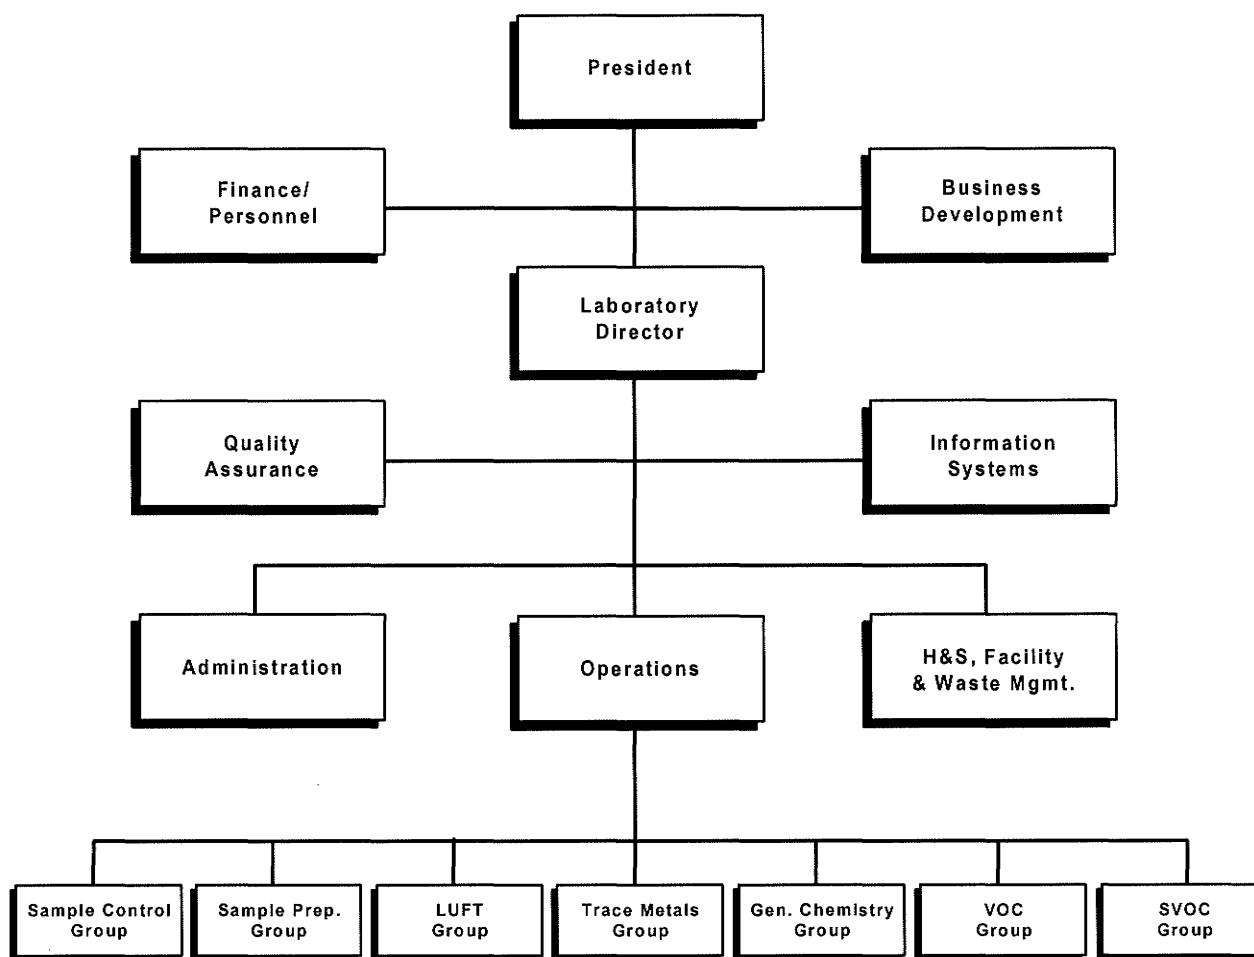 President
Finance/
Personnel
Business
Development
Laboratory
Director
Quality
Assurance
Information
Systems
Administration
Operations
H&S, Facility
& Waste Mgmt.
Sample Control
Group
Sample Prep.
Group
LUFT
Group
Trace Metals
Group
Gen. Chemistry
Group
VOC
Group
SVOC
Group